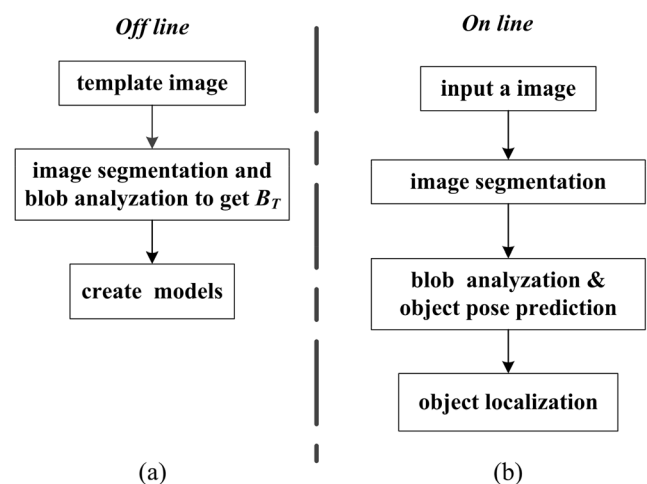 Off line
template image
image segmentation and
blob analyzation to get B_T
create models
(a)
On line
input a image
image segmentation
blob analyzation &
object pose prediction
object localization
(b)